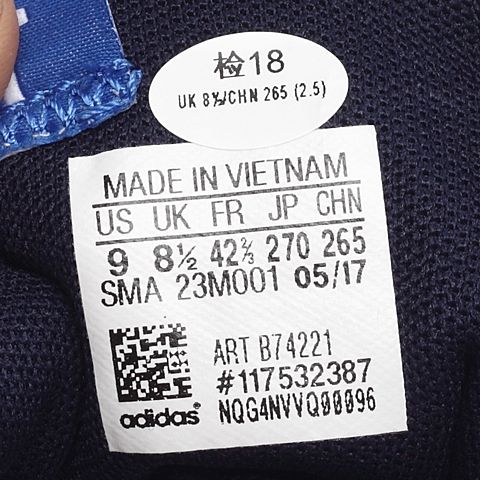 检18
UK 8½/CHN 265 (2.5)
MADE IN VIETNAM
US UK FR JP CHN
9 8½ 42⅔ 270 265
SMA 23M001 05/17
ART B74221
#117532387
adidas® NQG4NVVQ00096